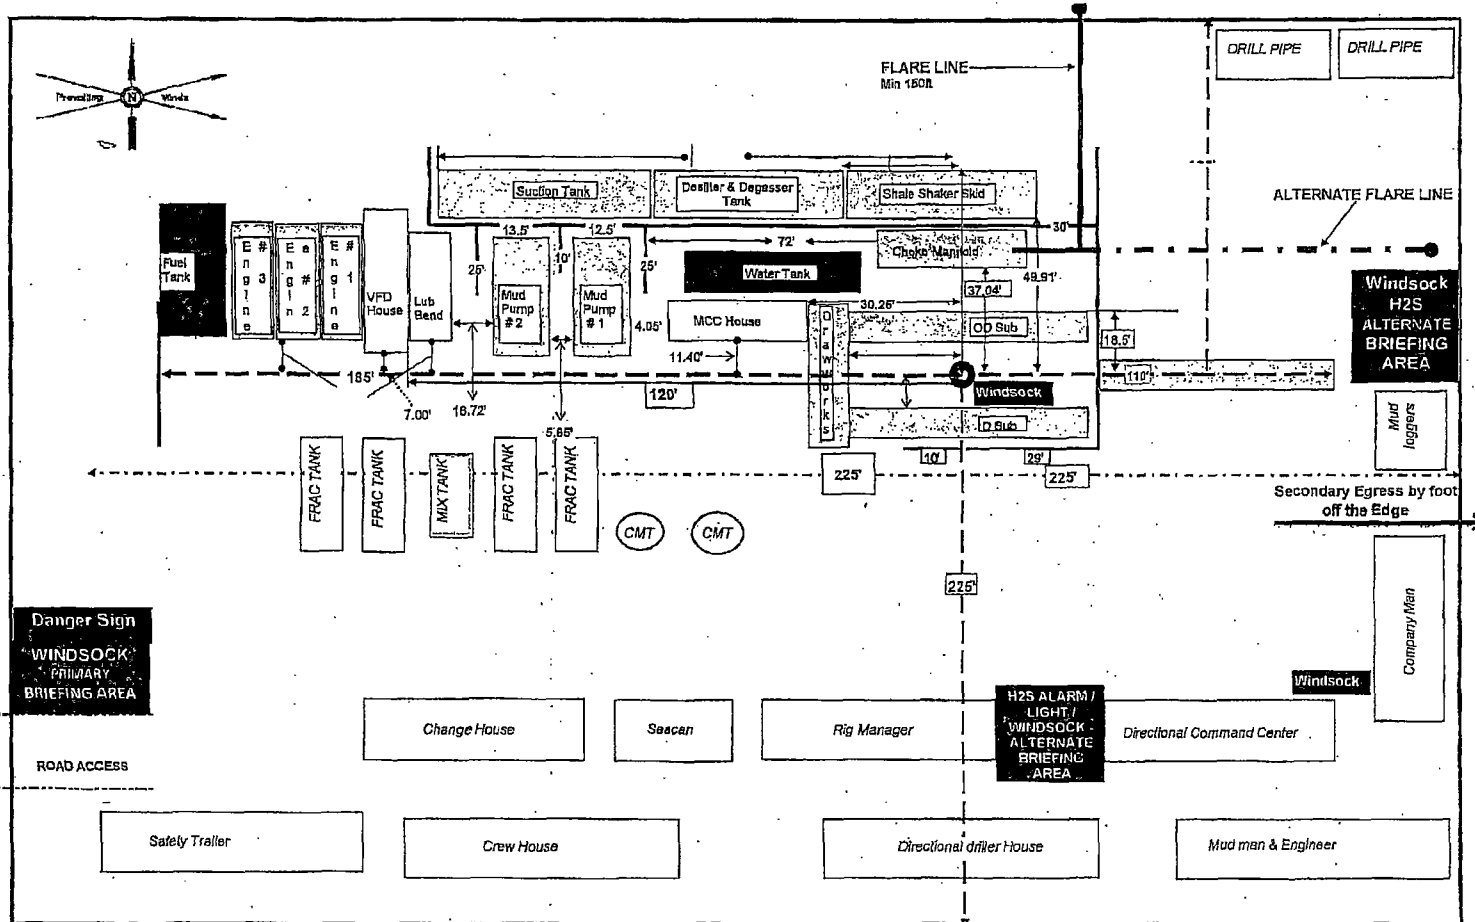 DRILL PIPE
DRILL PIPE
FLARE LINE
Min 150ft
Prevailing
N
Winds
Suction Tank
Desilter & Degasser
Tank
Shale Shaker Skid
ALTERNATE FLARE LINE
13.5'
12.5'
30'
Fuel
Tank
Engline
# 3
Englin
e # 2
Engline
# 1
VFD
House
Lub
Bend
25'
10'
25'
72'
Choke Manifold
Water Tank
49.91'
37.04'
30.25'
Mud
Pump
#2
Mud
Pump
#1
4.05'
MCC House
Drawworks
OD Sub
18.5'
11.40'
Windsock
H2S
ALTERNATE
BRIEFING
AREA
185'
120'
110'
Windsock
7.00'
5.85'
D Sub
Mud
loggers
FRAC TANK
FRAC TANK
MIX TANK
FRAC TANK
FRAC TANK
10'
29'
225'
225'
Secondary Egress by foot
off the Edge
CMT
CMT
225'
Company Man
Danger Sign
WINDSOCK
PRIMARY
BRIEFING AREA
Windsock
Change House
Seacan
Rig Manager
H2S ALARM /
LIGHT /
WINDSOCK -
ALTERNATE
BRIEFING
AREA
Directional Command Center
ROAD ACCESS
Safety Trailer
Crew House
Directional driller House
Mud man & Engineer